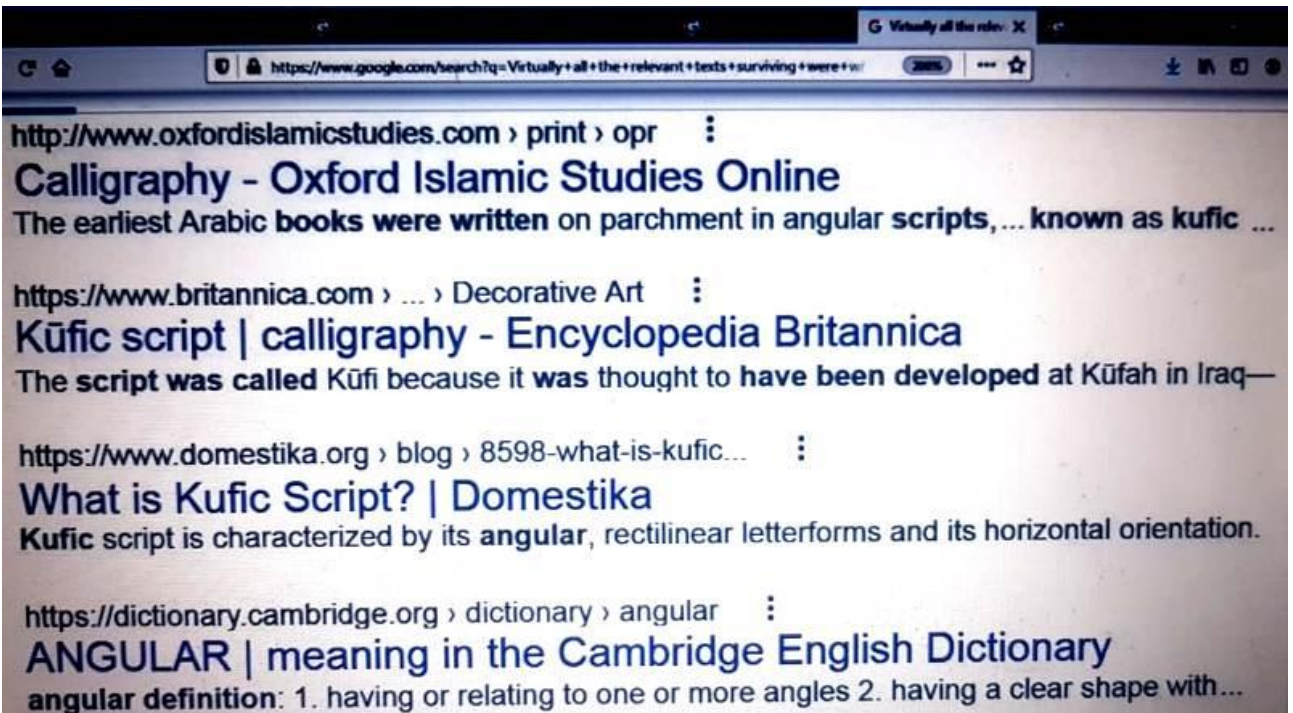 G Virtually all the relev X
https://www.google.com/search?q=Virtually+all+the+relevant+texts+surviving+were+w 200% ...
http://www.oxfordislamicstudies.com › print › opr
Calligraphy - Oxford Islamic Studies Online
The earliest Arabic books were written on parchment in angular scripts, ... known as kufic ...
https://www.britannica.com › ... › Decorative Art
Kūfic script | calligraphy - Encyclopedia Britannica
The script was called Kūfi because it was thought to have been developed at Kūfah in Iraq—
https://www.domestika.org › blog › 8598-what-is-kufic...
What is Kufic Script? | Domestika
Kufic script is characterized by its angular, rectilinear letterforms and its horizontal orientation.
https://dictionary.cambridge.org › dictionary › angular
ANGULAR | meaning in the Cambridge English Dictionary
angular definition: 1. having or relating to one or more angles 2. having a clear shape with...